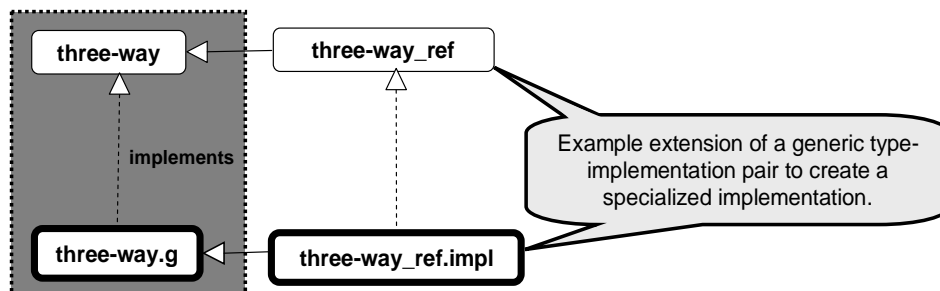 three-way
three-way_ref
implements
Example extension of a generic type-
implementation pair to create a
specialized implementation.
three-way.g
three-way_ref.impl